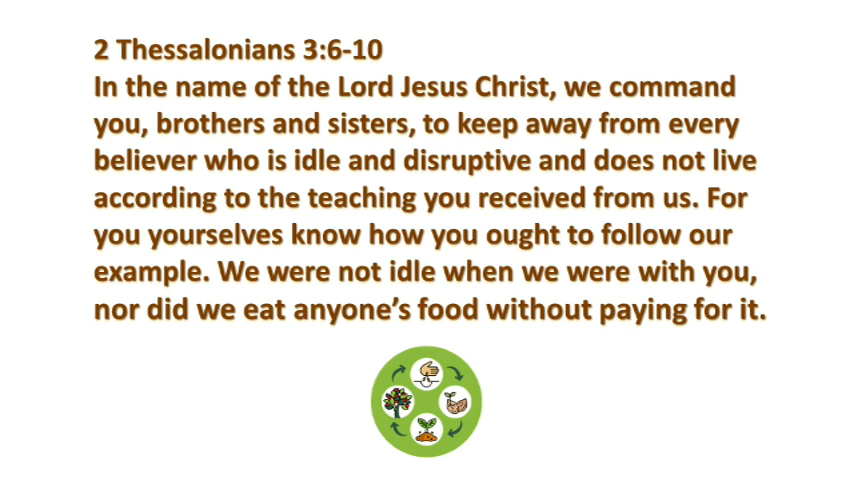 2 Thessalonians 3:6-10
In the name of the Lord Jesus Christ, we command
you, brothers and sisters, to keep away from every
believer who is idle and disruptive and does not live
according to the teaching you received from us. For
you yourselves know how you ought to follow our
example. We were not idle when we were with you,
nor did we eat anyone’s food without paying for it.